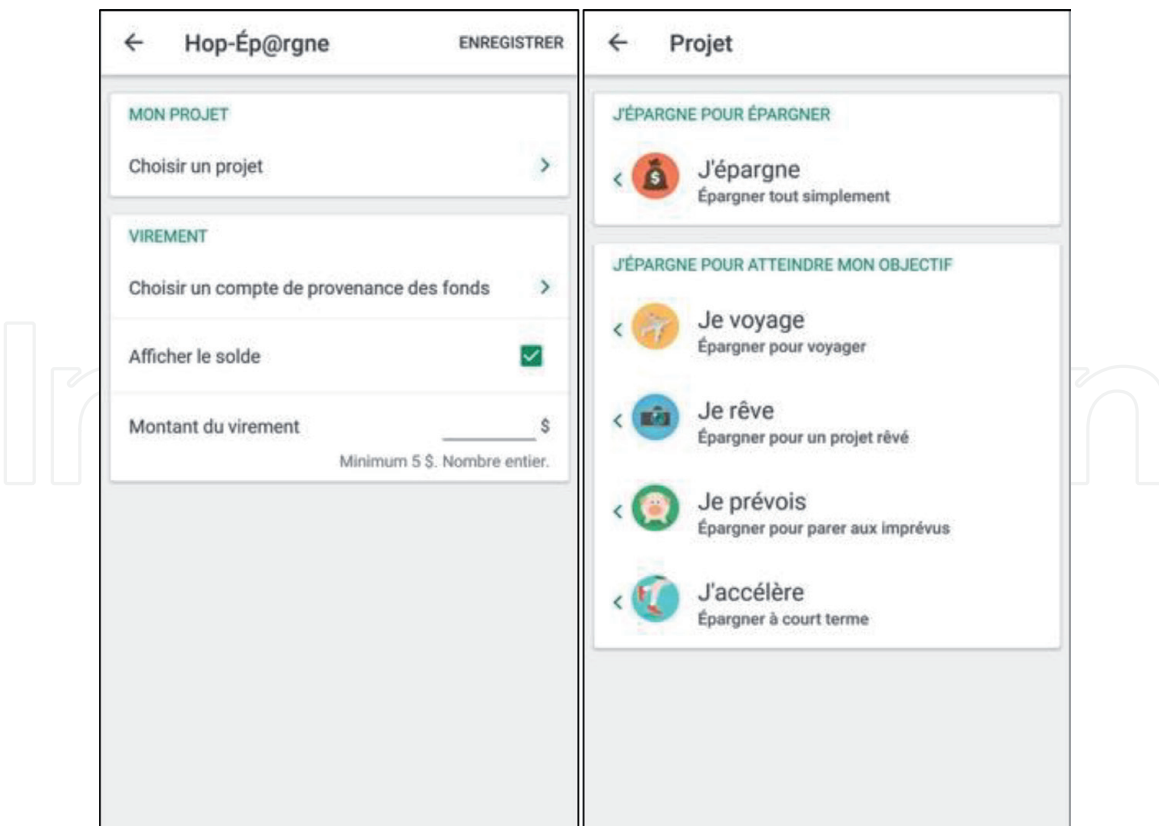 Hop-Ép@rgne ENREGISTRER
MON PROJET
Choisir un projet
VIREMENT
Choisir un compte de provenance des fonds
Afficher le solde
Montant du virement $
Minimum 5 $. Nombre entier.
Projet
J'ÉPARGNE POUR ÉPARGNER
J'épargne
Épargner tout simplement
J'ÉPARGNE POUR ATTEINDRE MON OBJECTIF
Je voyage
Épargner pour voyager
Je rêve
Épargner pour un projet rêvé
Je prévois
Épargner pour parer aux imprévus
J'accélère
Épargner à court terme